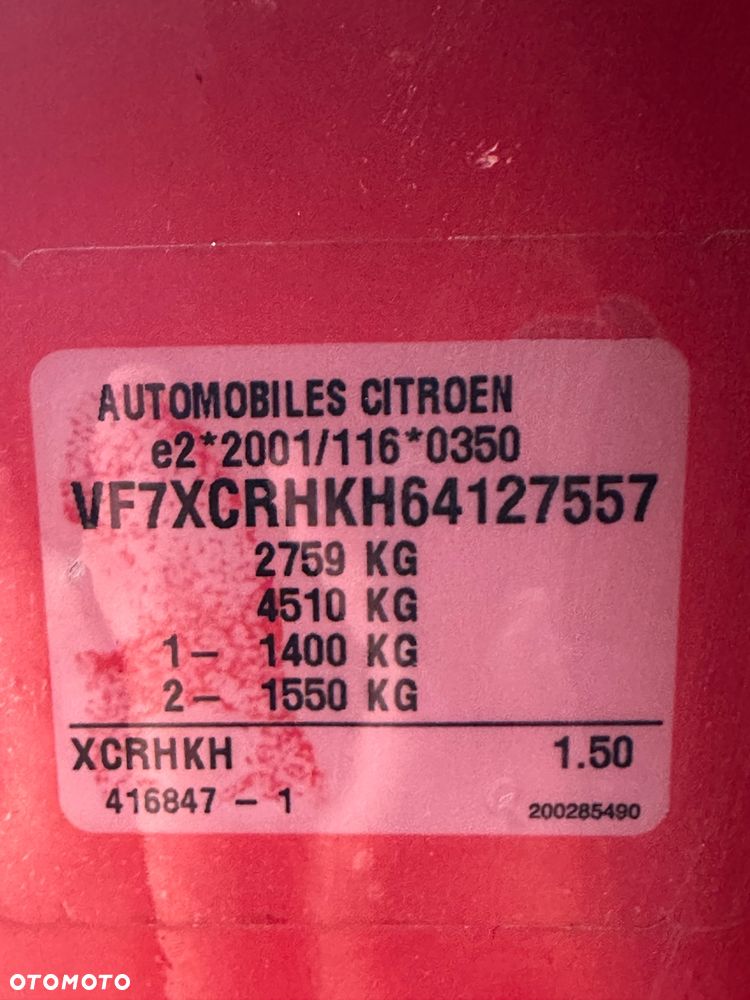 AUTOMOBILES CITROEN
e2*2001/116*0350
VF7XCRHKH64127557
2759 KG
4510 KG
1- 1400 KG
2- 1550 KG
XCRHKH 1.50
416847 - 1 200285490
OTOMOTO